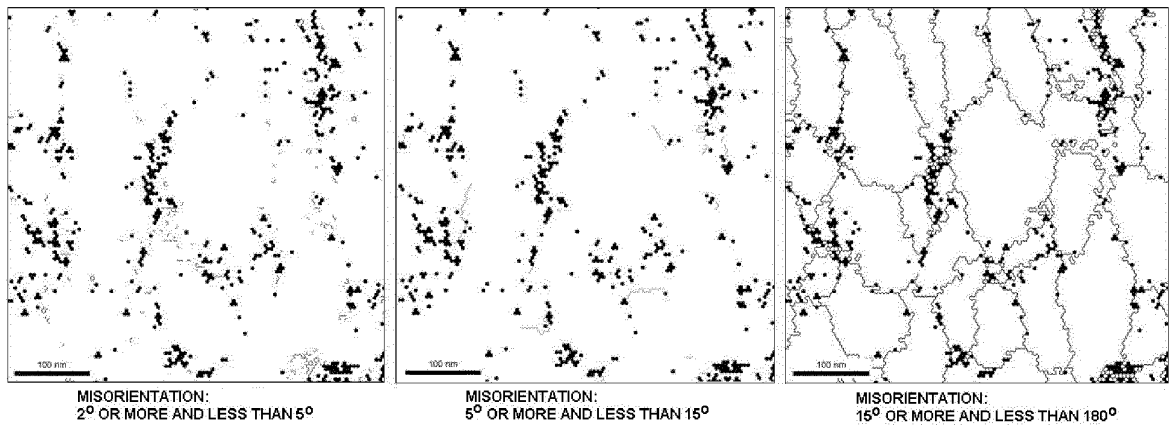 100 nm
100 nm
100 nm
MISORIENTATION:
2° OR MORE AND LESS THAN 5°
MISORIENTATION:
5° OR MORE AND LESS THAN 15°
MISORIENTATION:
15° OR MORE AND LESS THAN 180°